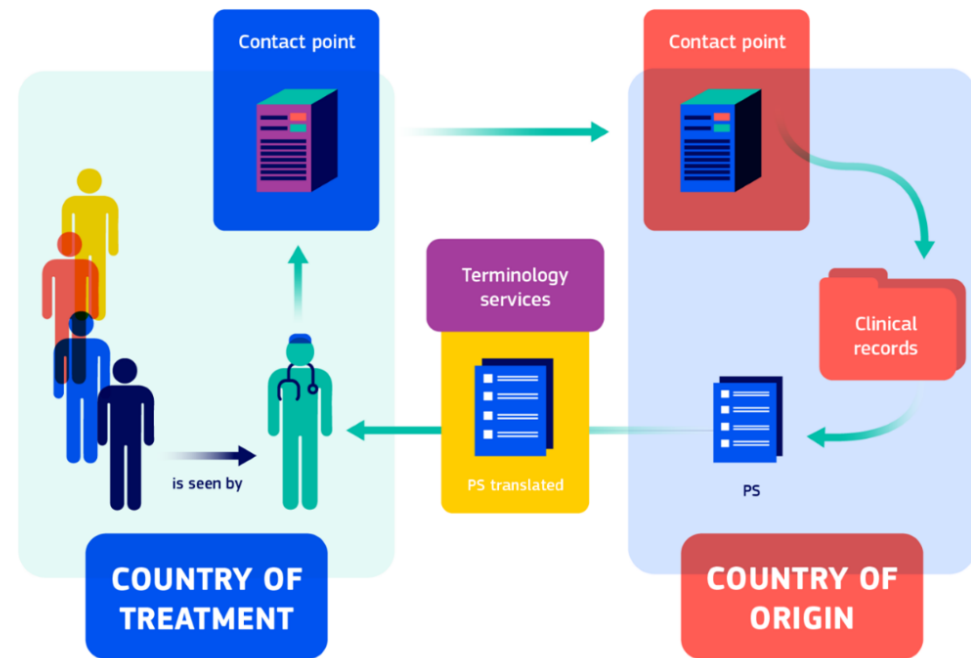 Contact point
Contact point
Terminology
services
Clinical
records
is seen by
PS translated
PS
COUNTRY OF
TREATMENT
COUNTRY OF
ORIGIN